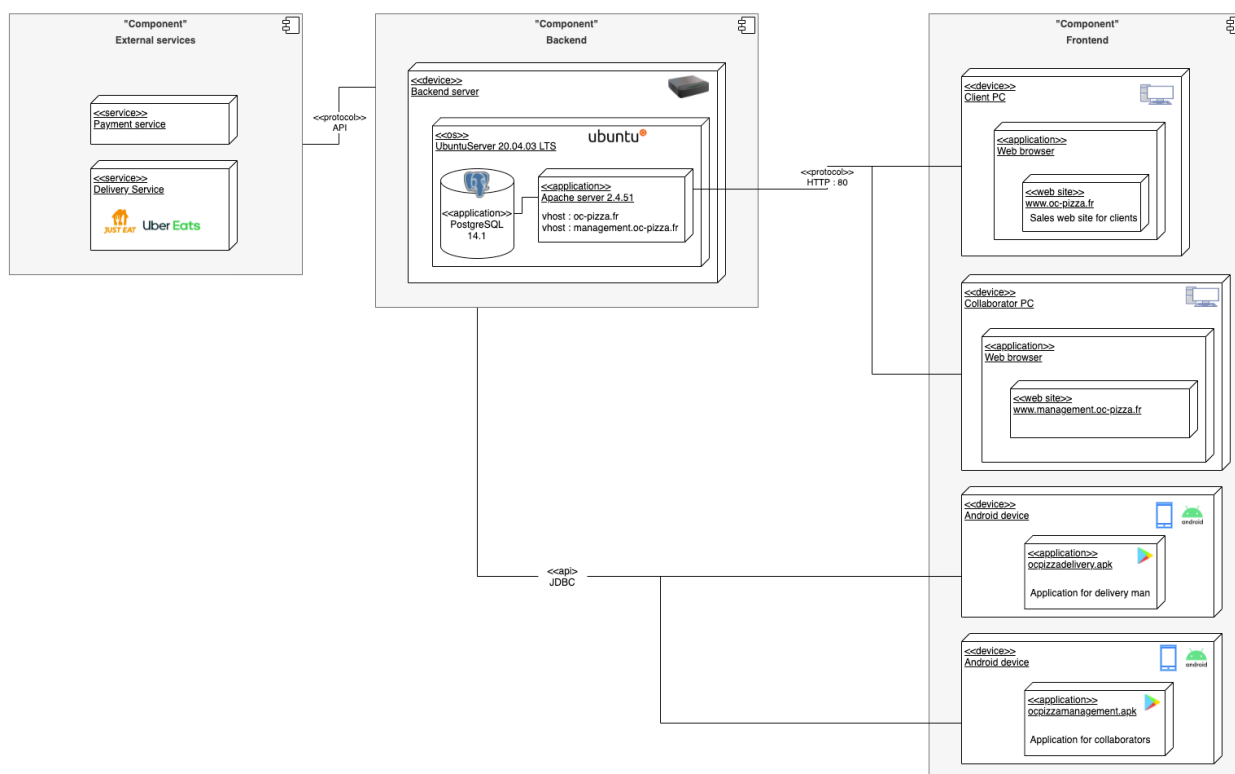 "Component"
External services
<<service>>
Payment service
<<service>>
Delivery Service
JUST EAT
Uber Eats
<<protocol>>
API
"Component"
Backend
<<device>>
Backend server
<<os>>
UbuntuServer 20.04.03 LTS
ubuntu
<<application>>
PostgreSQL
14.1
<<application>>
Apache server 2.4.51
vhost : oc-pizza.fr
vhost : management.oc-pizza.fr
<<protocol>>
HTTP : 80
<<api>
JDBC
"Component"
Frontend
<<device>>
Client PC
<<application>>
Web browser
<<web site>>
www.oc-pizza.fr
Sales web site for clients
<<device>>
Collaborator PC
<<application>>
Web browser
<<web site>>
www.management.oc-pizza.fr
<<device>>
Android device
android
<<application>>
ocpizzadelivery.apk
Application for delivery man
<<device>>
Android device
android
<<application>>
ocpizzamanagement.apk
Application for collaborators